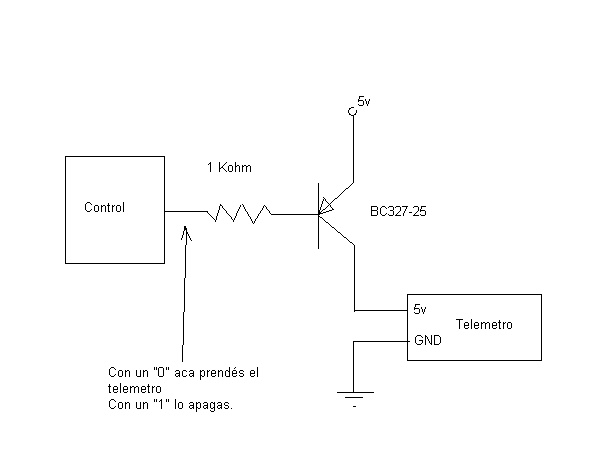 5v
1 Kohm
Control
BC327-25
5v
Telemetro
GND
Con un "0" aca prendés el
telemetro
Con un "1" lo apagas.